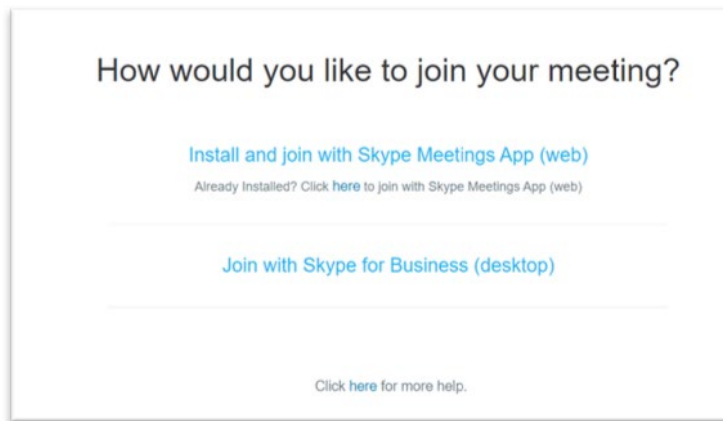 How would you like to join your meeting?
Install and join with Skype Meetings App (web)
Already Installed? Click here to join with Skype Meetings App (web)
Join with Skype for Business (desktop)
Click here for more help.